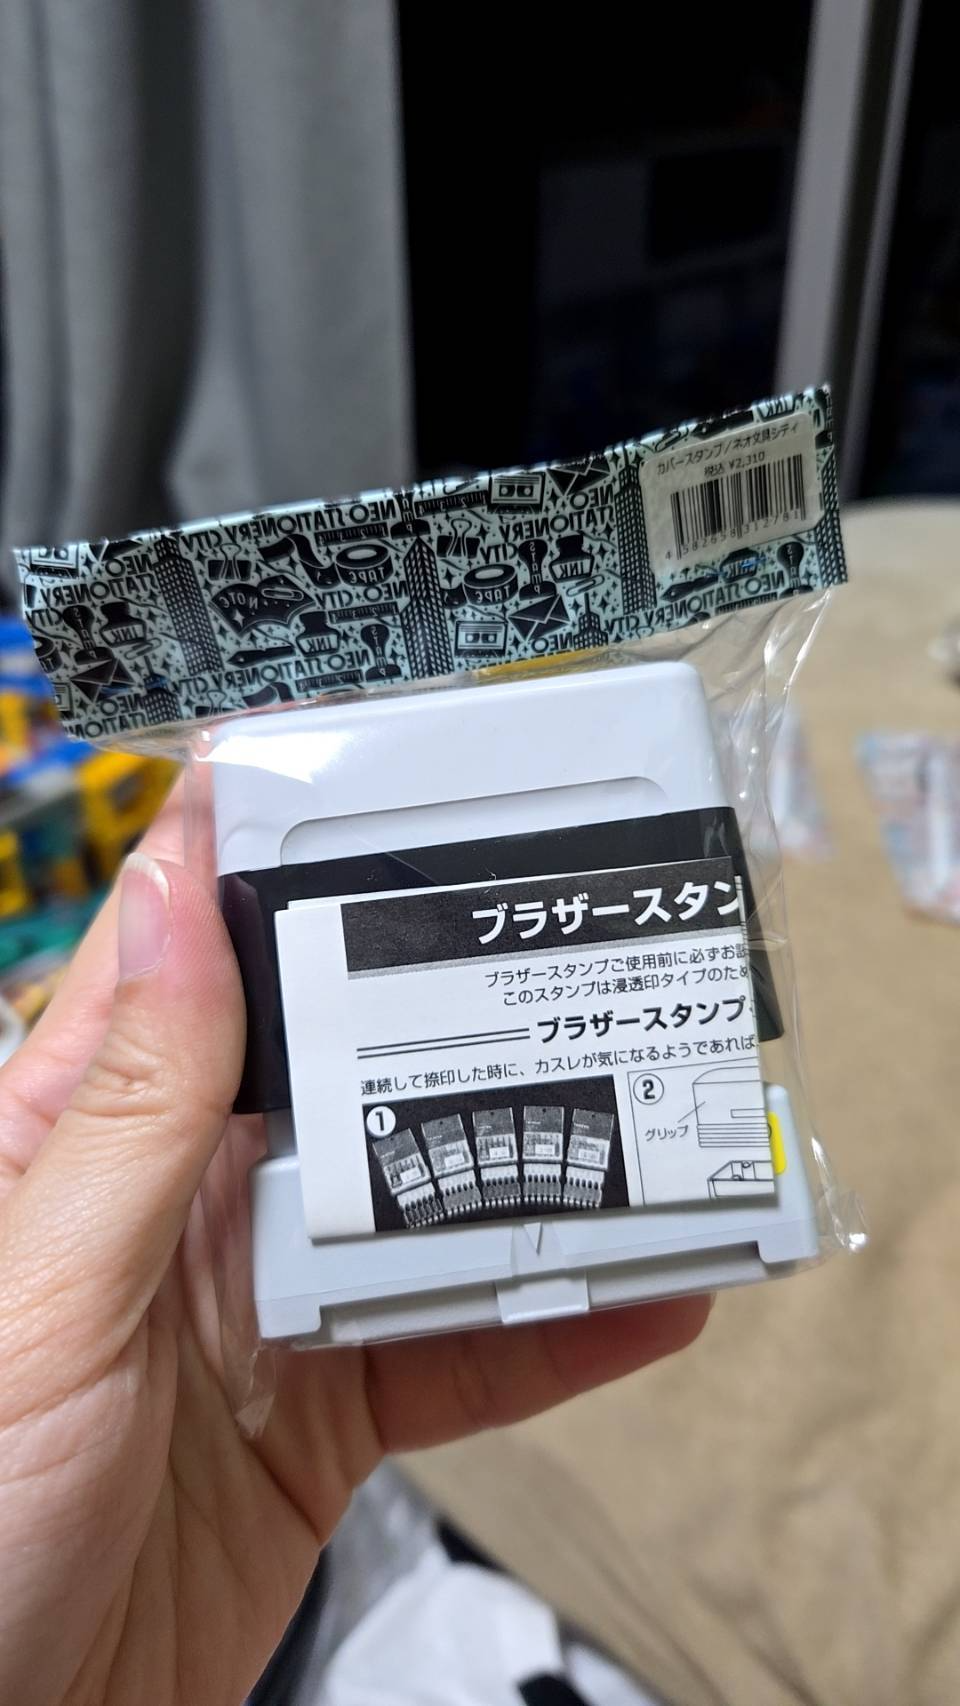 カバースタンプ/ネオ文具シティ
税込 ¥2,310
NEO STATIONERY CITY
TAPE
NOTE
INK
ブラザースタン
ブラザースタンプご使用前に必ずお
このスタンプは浸透印タイプのため
ブラザースタンプ
連続して捺印した時に、カスレが気になるようであれば
1
2
グリップ